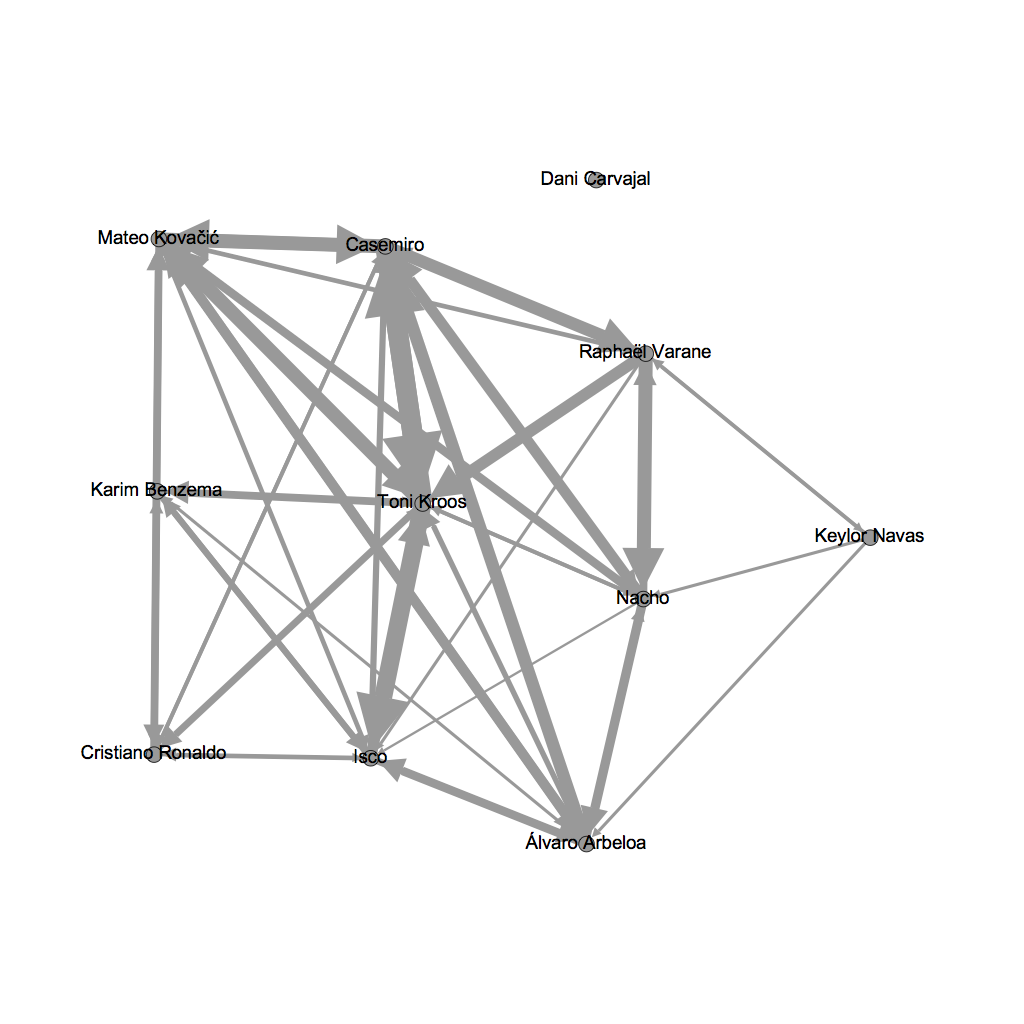 Dani Carvajal
Mateo Kovačić
Casemiro
Raphaël Varane
Karim Benzema
Toni Kroos
Keylor Navas
Nacho
Cristiano Ronaldo
Isco
Álvaro Arbeloa